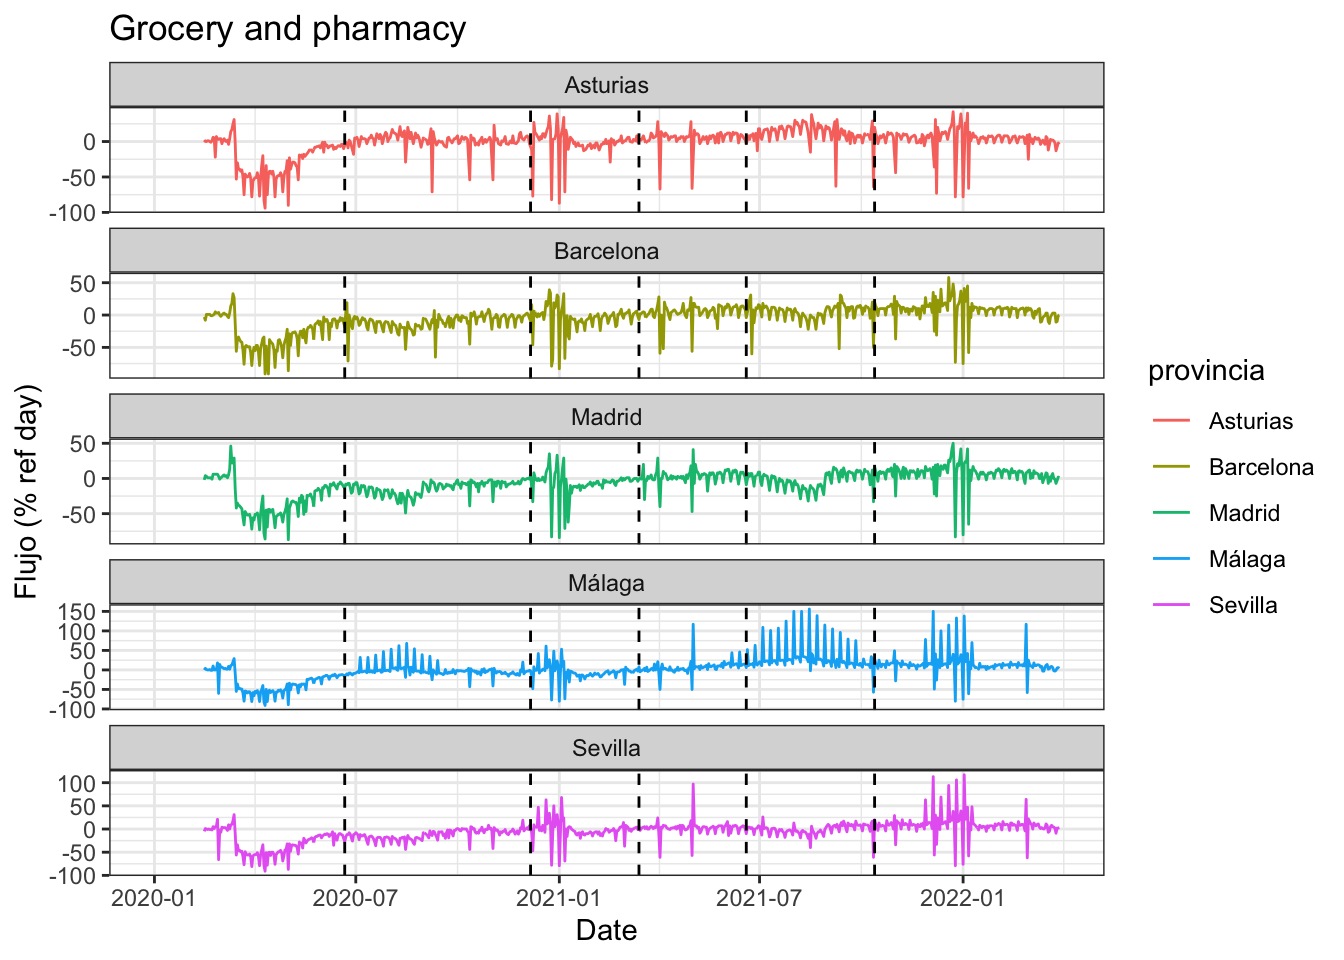 Grocery and pharmacy
Asturias
0
-50
-100
Barcelona
50
0
-50
Madrid
50
0
-50
Málaga
150
100
50
0
-50
-100
Sevilla
100
50
0
-50
-100
2020-01 2020-07 2021-01 2021-07 2022-01
Date
Flujo (% ref day)
provincia
Asturias
Barcelona
Madrid
Málaga
Sevilla